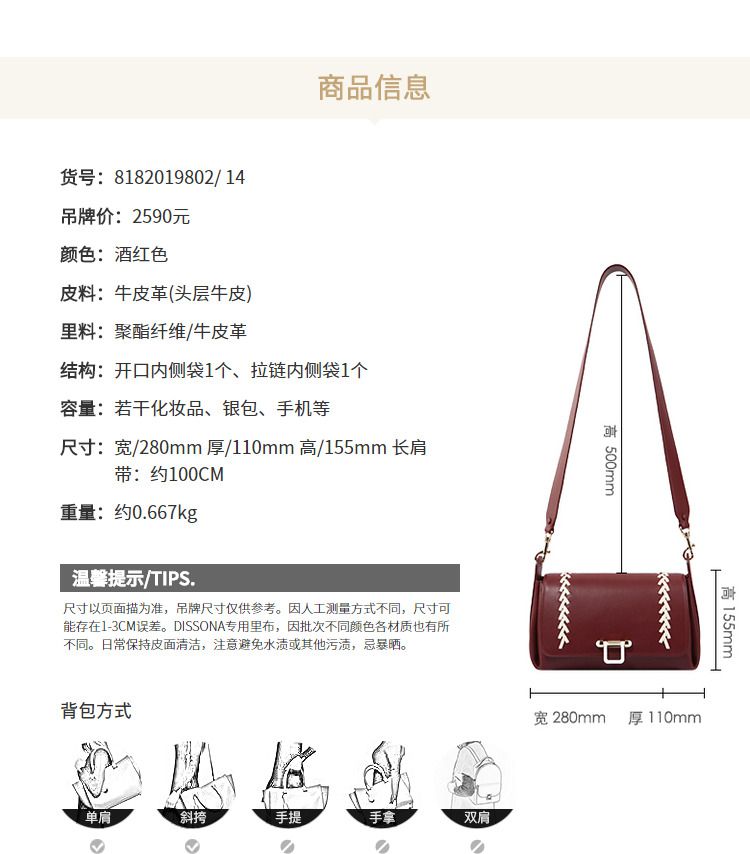 商品信息
货号：8182019802/ 14
吊牌价：2590元
颜色：酒红色
皮料：牛皮革(头层牛皮)
里料：聚酯纤维/牛皮革
结构：开口内侧袋1个、拉链内侧袋1个
容量：若干化妆品、银包、手机等
尺寸：宽/280mm 厚/110mm 高/155mm 长肩
带：约100CM
重量：约0.667kg
温馨提示/TIPS.
尺寸以页面描为准，吊牌尺寸仅供参考。因人工测量方式不同，尺寸可
能存在1-3CM误差。DISSONA专用里布，因批次不同颜色各材质也有所
不同。日常保持皮面清洁，注意避免水渍或其他污渍，忌暴晒。
高 500mm
高 155mm
宽 280mm 厚 110mm
背包方式
单肩 斜挎 手提 手拿 双肩